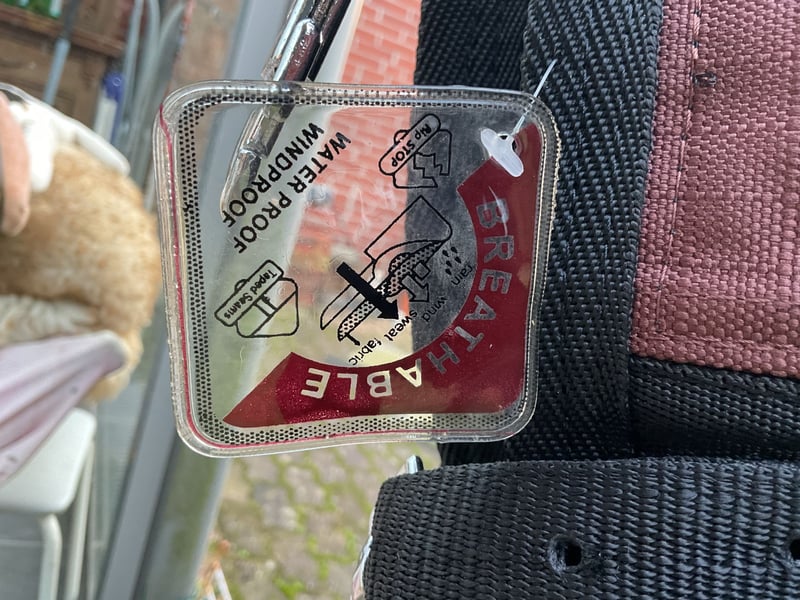 WATER PROOF
WINDPROOF
Rip STOP
BREATHABLE
rain wind
sweat fabric
Taped Seams